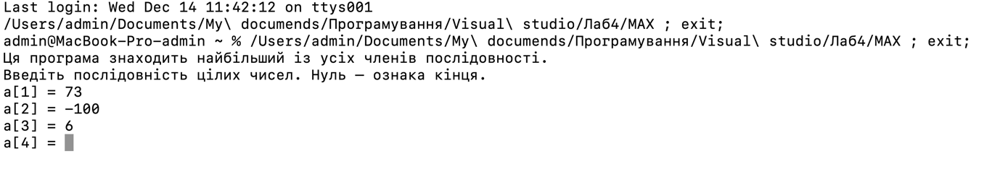 Last login: Wed Dec 14 11:42:12 on ttys001
/Users/admin/Documents/My\ documends/Програмування/Visual\ studio/Лаб4/MAX ; exit;
admin@MacBook-Pro-admin ~ % /Users/admin/Documents/My\ documends/Програмування/Visual\ studio/Лаб4/MAX ; exit;
Ця програма знаходить найбільший із усіх членів послідовності.
Введіть послідовність цілих чисел. Нуль – ознака кінця.
a[1] = 73
a[2] = -100
a[3] = 6
a[4] =